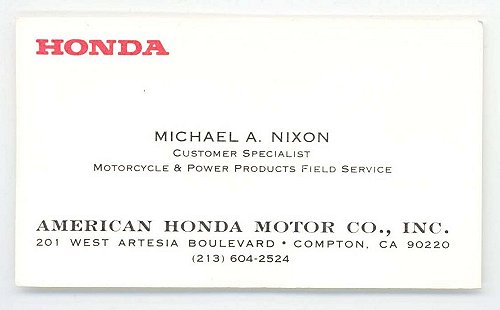 HONDA
MICHAEL A. NIXON
CUSTOMER SPECIALIST
MOTORCYCLE & POWER PRODUCTS FIELD SERVICE
AMERICAN HONDA MOTOR CO., INC.
201 WEST ARTESIA BOULEVARD • COMPTON, CA 90220
(213) 604-2524